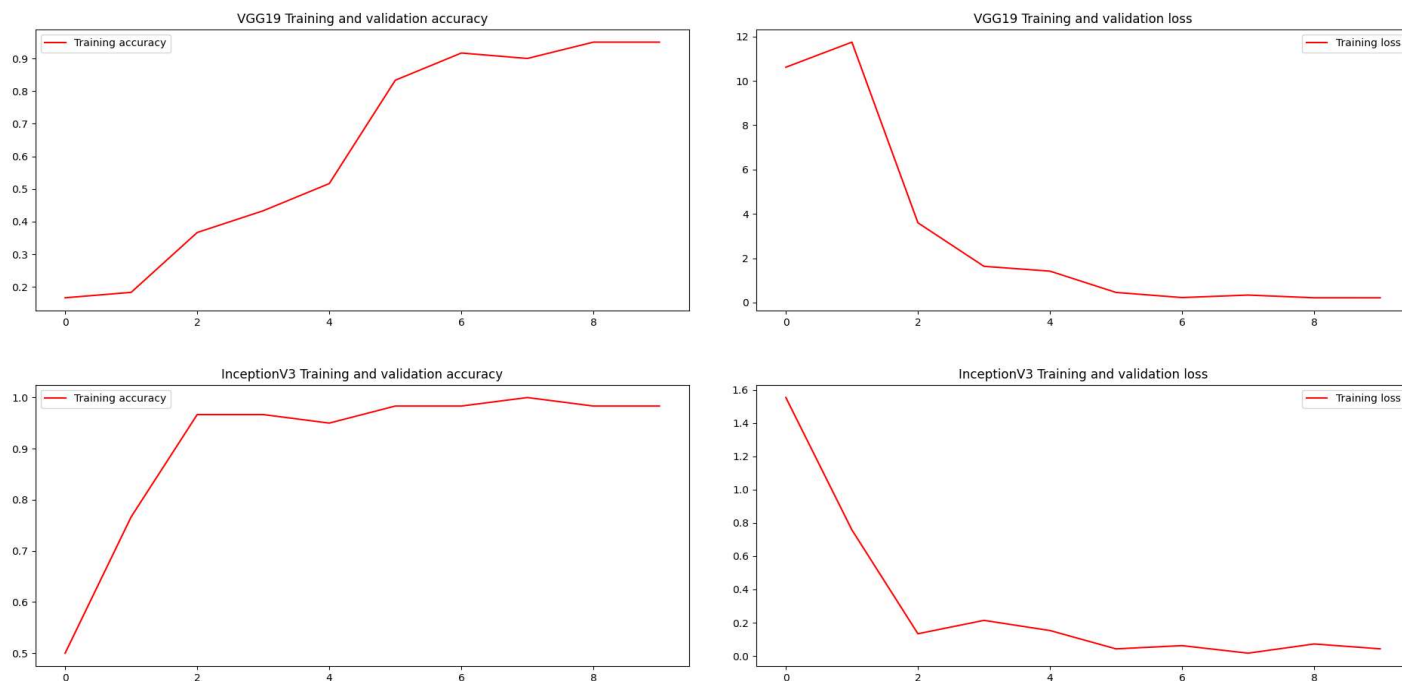 VGG19 Training and validation accuracy
Training accuracy
0.9
0.8
0.7
0.6
0.5
0.4
0.3
0.2
0 2 4 6 8
VGG19 Training and validation loss
Training loss
12
10
8
6
4
2
0
0 2 4 6 8
InceptionV3 Training and validation accuracy
Training accuracy
1.0
0.9
0.8
0.7
0.6
0.5
0 2 4 6 8
InceptionV3 Training and validation loss
Training loss
1.6
1.4
1.2
1.0
0.8
0.6
0.4
0.2
0.0
0 2 4 6 8